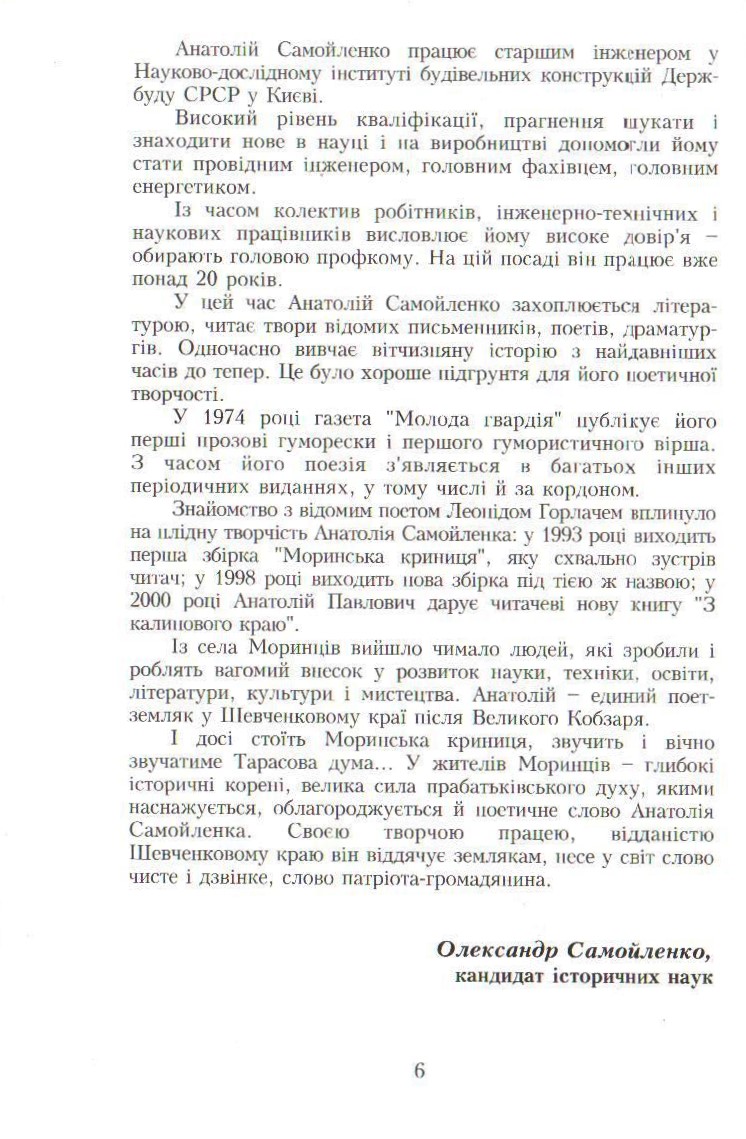 Анатолій Самойленко працює старшим інженером у
Науково-дослідному інституті будівельних конструкцій Держ-
буду СРСР у Києві.
Високий рівень кваліфікації, прагнення шукати і
знаходити нове в науці і на виробництві допомогли йому
стати провідним інженером, головним фахівцем, головним
енергетиком.
Із часом колектив робітників, інженерно-технічних і
наукових працівників висловлює йому високе довір'я –
обирають головою профкому. На цій посаді він працює вже
понад 20 років.
У цей час Анатолій Самойленко захоплюється літера-
турою, читає твори відомих письменників, поетів, драматур-
гів. Одночасно вивчає вітчизняну історію з найдавніших
часів до тепер. Це було хороше підгрунтя для його поетичної
творчості.
У 1974 році газета "Молода гвардія" публікує його
перші прозові гуморески і першого гумористичного вірша.
З часом його поезія з'являється в багатьох інших
періодичних виданнях, у тому числі й за кордоном.
Знайомство з відомим поетом Леонідом Горлачем вплинуло
на плідну творчість Анатолія Самойленка: у 1993 році виходить
перша збірка "Моринська криниця", яку схвально зустрів
читач; у 1998 році виходить нова збірка під тією ж назвою; у
2000 році Анатолій Павлович дарує читачеві нову книгу "З
калинового краю".
Із села Моринців вийшло чимало людей, які зробили і
роблять вагомий внесок у розвиток науки, техніки, освіти,
літератури, культури і мистецтва. Анатолій – единий поет-
земляк у Шевченковому краї після Великого Кобзаря.
І досі стоїть Моринська криниця, звучить і вічно
звучатиме Тарасова дума... У жителів Моринців – глибокі
історичні корені, велика сила прабатьківського духу, якими
наснажується, облагороджується й поетичне слово Анатолія
Самойленка. Своєю творчою працею, відданістю
Шевченковому краю він віддячує землякам, несе у світ слово
чисте і дзвінке, слово патріота-громадянина.
Олександр Самойленко,
кандидат історичних наук
6